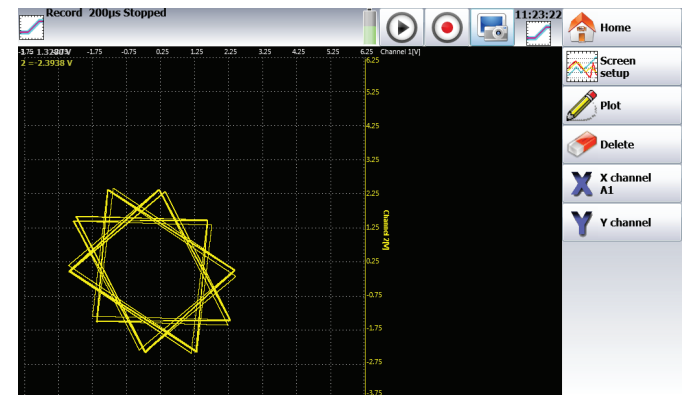 Record 200µs Stopped
11:23:22
Home
-1.75 -0.75 0.25 1.25 2.25 3.25 4.25 5.25 6.25 Channel 1[V]
2 =-2.3938 V
6.25
Screen
setup
5.25
Plot
4.25
Delete
3.25
X channel
A1
2.25
Y channel
Channel 2[V]
1.25
0.25
-0.75
-1.75
-2.75
-3.75